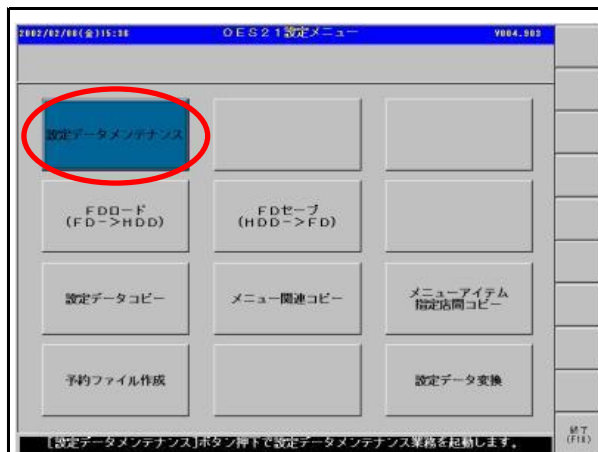 2002/02/08(金)15:38 OES21設定メニュー V004.903
設定データメンテナンス
FDロード
(FD->HDD)
FDセーブ
(HDD->FD)
設定データコピー
メニュー関連コピー
メニューアイテム
指定店間コピー
予約ファイル作成
設定データ変換
終了
(F10)
[設定データメンテナンス]ボタン押下で設定データメンテナンス業務を起動します。